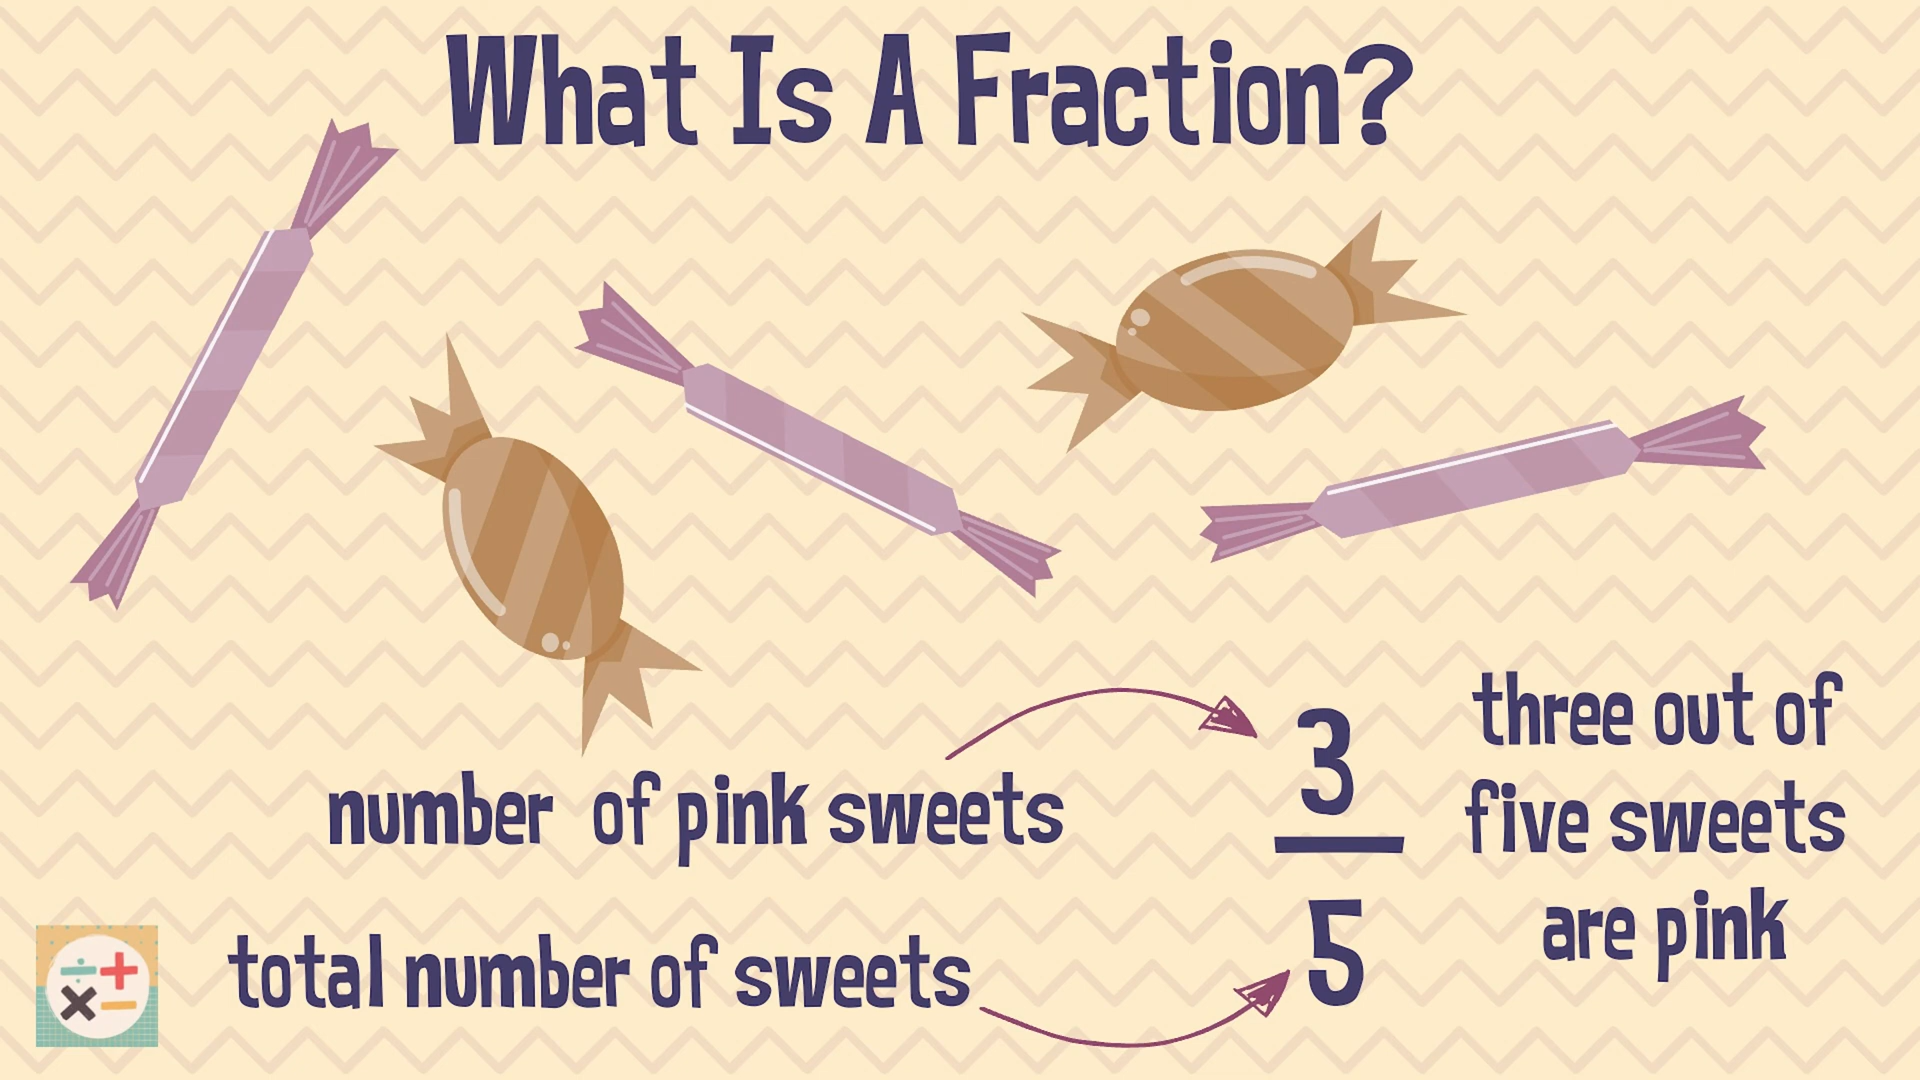 What Is A Fraction?
number of pink sweets
total number of sweets
3
5
three out of
five sweets
are pink